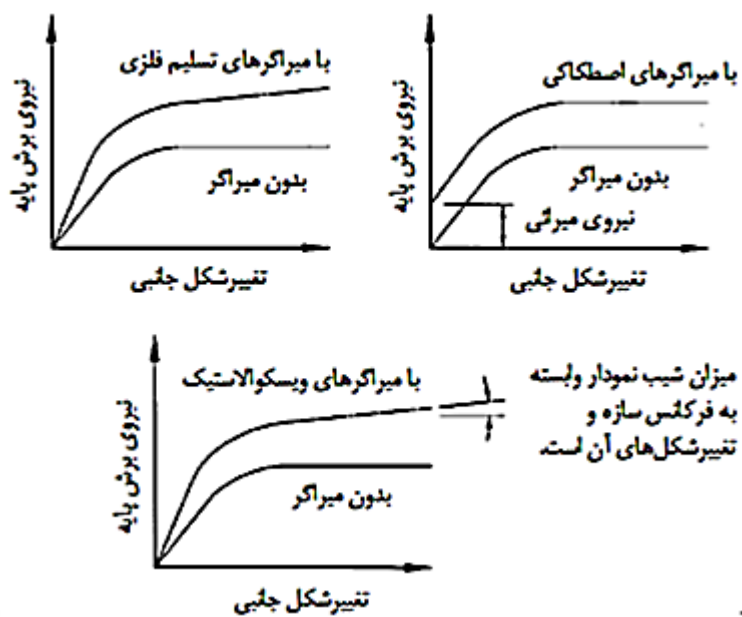 با میراگرهای تسلیم فلزی
بدون میراگر
نیروی برش پایه
تغییرشکل جانبی
با میراگرهای اصطکاکی
بدون میراگر
نیروی میرائی
نیروی برش پایه
تغییرشکل جانبی
با میراگرهای ویسکوالاستیک
بدون میراگر
نیروی برش پایه
تغییرشکل جانبی
میزان شیب نمودار وابسته
به فرکانس سازه و
تغییرشکل‌های آن است.